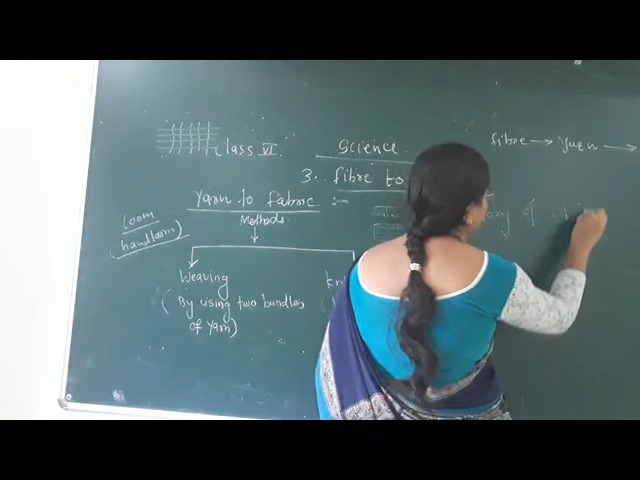 Class VI
Science
fibre → Yarn →
3. fibre to
Yarn to Fabric :-
Methods
loom
handloom)
Weaving
(By using two bundles
of Yarn)
of